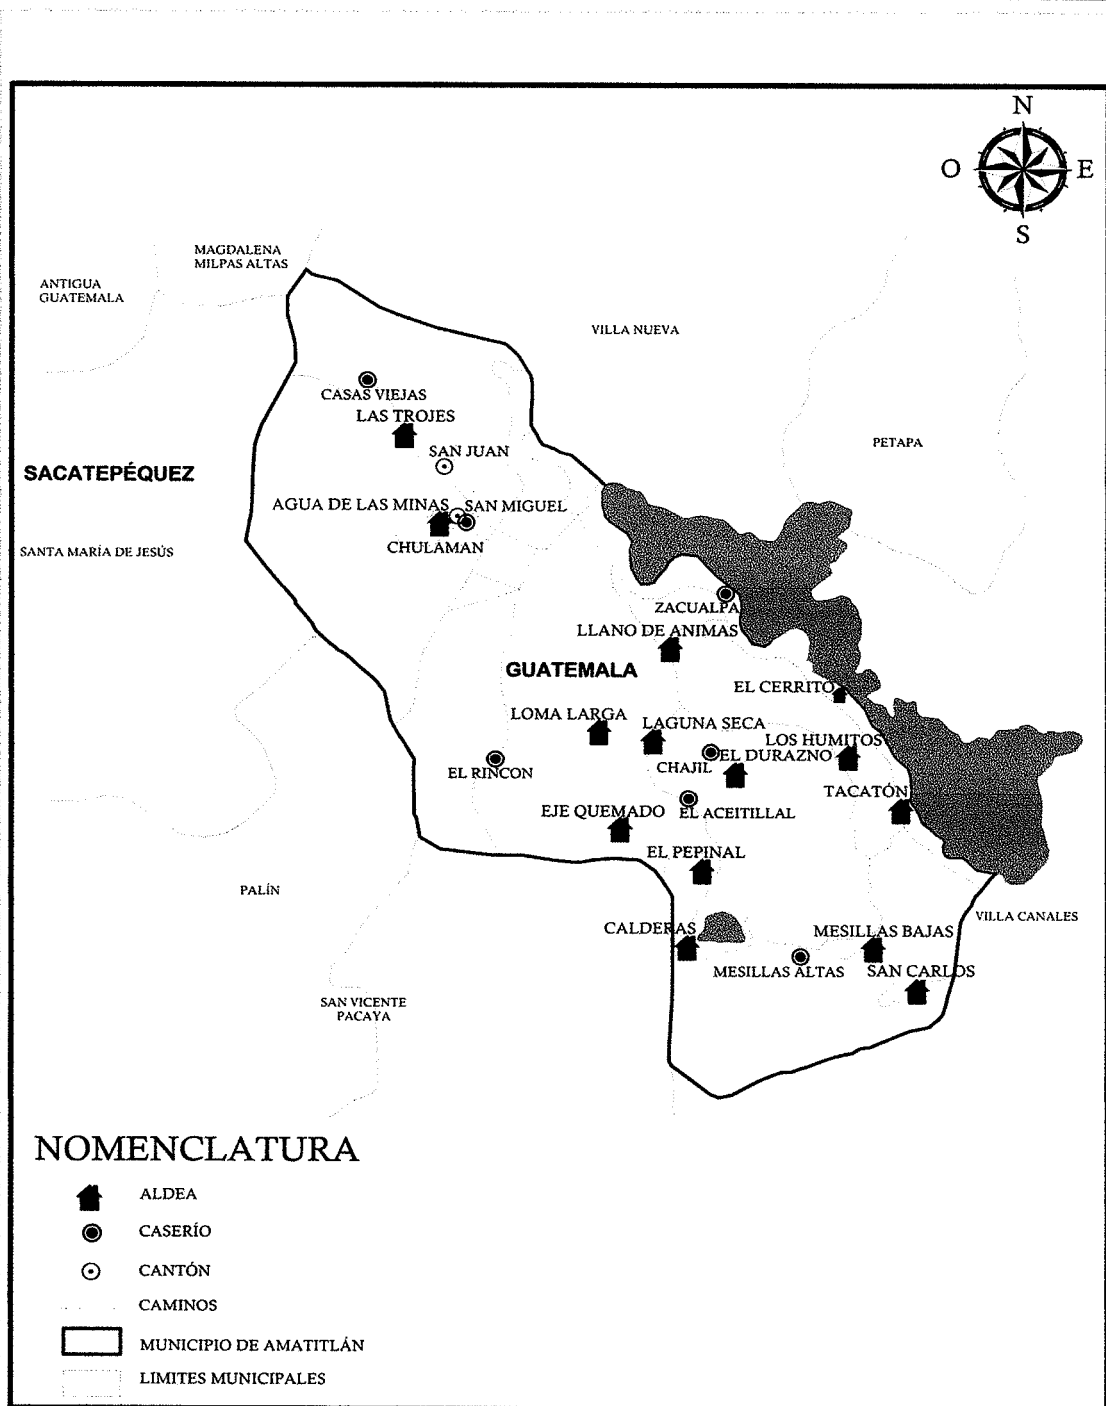 N
O
E
S
MAGDALENA
MILPAS ALTAS
ANTIGUA
GUATEMALA
VILLA NUEVA
CASAS VIEJAS
LAS TROJES
PETAPA
SAN JUAN
SACATEPÉQUEZ
AGUA DE LAS MINAS
SAN MIGUEL
CHULAMAN
SANTA MARÍA DE JESÚS
ZACUALPA
LLANO DE ANIMAS
GUATEMALA
EL CERRITO
LOMA LARGA
LAGUNA SECA
LOS HUMITOS
EL DURAZNO
CHAJIL
EL RINCON
TACATÓN
EJE QUEMADO
EL ACEITILLAL
EL PEPINAL
PALÍN
VILLA CANALES
CALDERAS
MESILLAS BAJAS
MESILLAS ALTAS
SAN CARLOS
SAN VICENTE
PACAYA
NOMENCLATURA
ALDEA
CASERÍO
CANTÓN
CAMINOS
MUNICIPIO DE AMATITLÁN
LIMITES MUNICIPALES